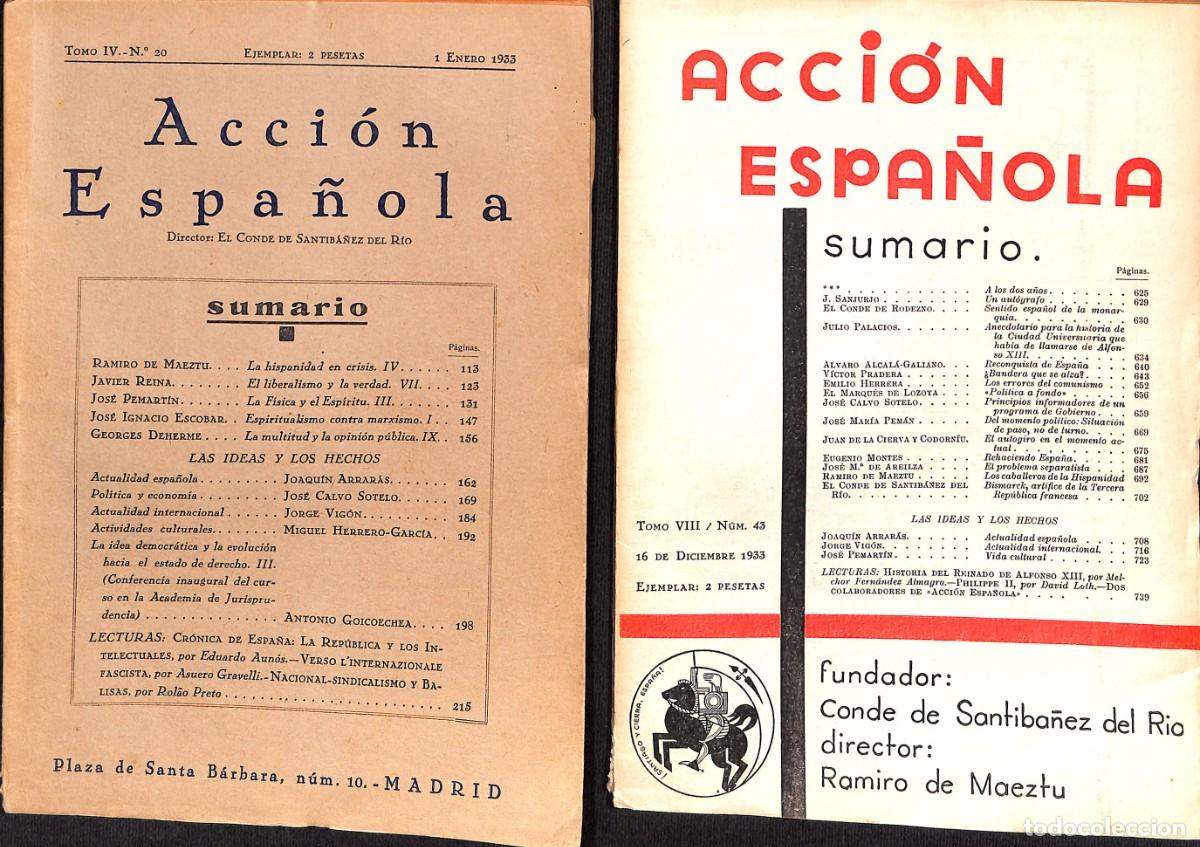 Tomo IV.-N.º 20 Ejemplar: 2 pesetas 1 Enero 1933
Acción
Española
Director: El Conde de Santibáñez del Río
sumario
Páginas.
Ramiro de Maeztu. . . La hispanidad en crisis. IV . . . . . . 113
Javier Reina. . . . . . . . El liberalismo y la verdad. VII. . . . 123
José Pemartín. . . . . . . La Física y el Espíritu. III. . . . . . . 131
José Ignacio Escobar. . Espiritualismo contra marxismo. I . . 147
Georges Deherme . . . . La multitud y la opinión pública. IX. . 156
LAS IDEAS Y LOS HECHOS
Actualidad española . . . . . . . . Joaquín Arrarás. . . . . . . . 162
Política y economía . . . . . . . . José Calvo Sotelo. . . . . . . 169
Actualidad internacional . . . . . Jorge Vigón. . . . . . . . . . 184
Actividades culturales. . . . . . . Miguel Herrero-García. . 192
La idea democrática y la evolución
hacia el estado de derecho. III.
(Conferencia inaugural del cur-
so en la Academia de Jurispru-
dencia) . . . . . . . . . . . . . Antonio Goicoechea. . . . . 198
LECTURAS: Crónica de España: La República y los In-
telectuales, por Eduardo Aunós.—Verso l'Internazionale
fascista, por Asuero Gravelli.-Nacional-sindicalismo y Ba-
lisas, por Rolão Preto . . . . . . . . . . . . . . . . . . . . 215
Plaza de Santa Bárbara, núm. 10.-MADRID
ACCIÓN
ESPAÑOLA
sumario.
Páginas.
* * * . . . . . . . . . . . A los dos años. . . . . . . . 625
J. Sanjurjo . . . . . . . . Un autógrafo . . . . . . . . 629
El Conde de Rodezno. . . . Sentido español de la monar-
quía. . . . . . . . . . . 630
Julio Palacios. . . . . . . Anecdotario para la historia de
la Ciudad Universitaria que
había de llamarse de Alfon-
so XIII. . . . . . . . . . 634
Alvaro Alcalá-Galiano. . . . Reconquista de España . . . . 640
Víctor Pradera . . . . . . . ¿Bandera que se alza?. . . . . 643
Emilio Herrera . . . . . . . Los errores del comunismo . . . 652
El Marqués de Lozoya . . . . «Política a fondo» . . . . . . 656
José Calvo Sotelo. . . . . . Principios informadores de un
programa de Gobierno. . . . 659
José María Pemán. . . . . . Del momento político: Situación
de paso, no de turno. . . . . 669
Juan de la Cierva y Codorníu. El autogiro en el momento ac-
tual. . . . . . . . . . . 675
Eugenio Montes . . . . . . . Rehaciendo España. . . . . . 681
José M.ª de Areilza . . . . . El problema separatista . . . . 687
Ramiro de Maeztu . . . . . . Los caballeros de la Hispanidad 692
El Conde de Santibáñez del Bismarck, artífice de la Tercera
Río. . . . . . . . . . . . República francesa . . . . . 702
LAS IDEAS Y LOS HECHOS
Joaquín Arrarás. . . . . . . Actualidad española . . . . . 708
Jorge Vigón. . . . . . . . . Actualidad internacional. . . . 716
José Pemartín. . . . . . . . Vida cultural . . . . . . . . 723
LECTURAS: Historia del Reinado de Alfonso XIII, por Mel-
chor Fernández Almagro.—Philippe II, por David Loth.—Dos
colaboradores de «Acción Española». . . . . . . 739
Tomo VIII / Núm. 43
16 de Diciembre 1933
Ejemplar: 2 pesetas
¡SANTIAGO Y CIERRA, ESPAÑA!
fundador:
Conde de Santibañez del Rio
director:
Ramiro de Maeztu
todocoleccion